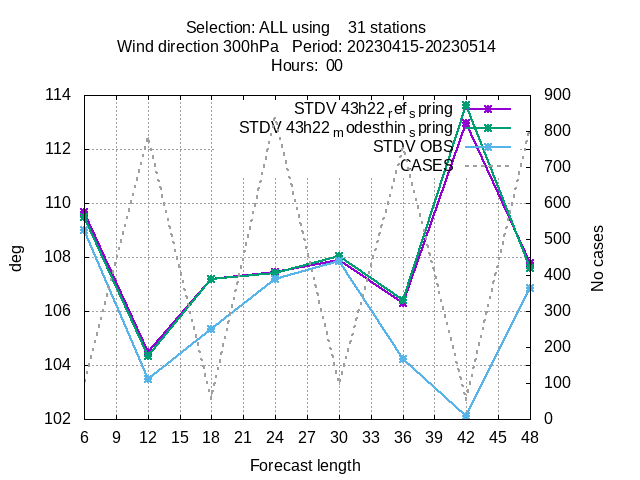 Selection: ALL using    31 stations
Wind direction 300hPa   Period: 20230415-20230514
Hours:  00
STDV 43h22_ref_spring
STDV 43h22_modesthin_spring
STDV OBS
CASES
deg
114
112
110
108
106
104
102
900
800
700
600
500
400
300
200
100
0
No cases
6 9 12 15 18 21 24 27 30 33 36 39 42 45 48
Forecast length